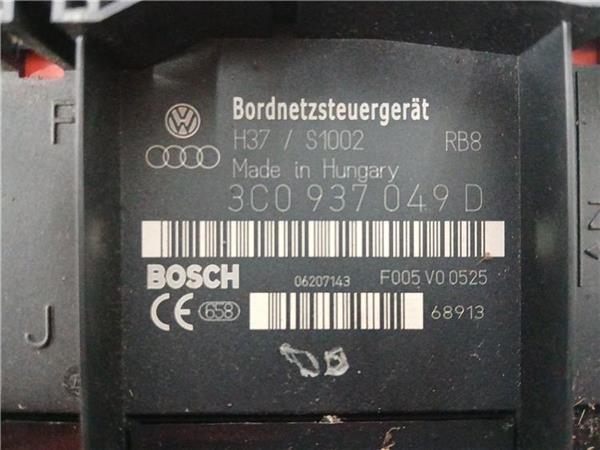 F
Bordnetzsteuergerät
H37 / S1002 RB8
Made in Hungary
3C0 937 049 D
BOSCH 06207143 F005 V0 0525
CE 658 68913
J